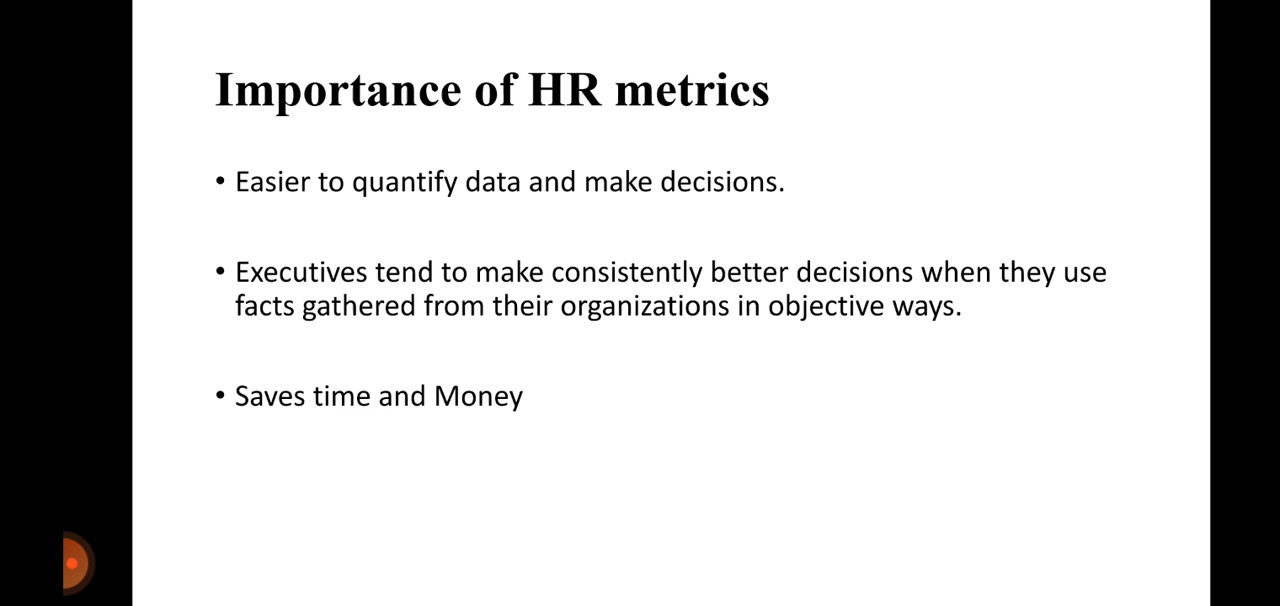 Importance of HR metrics
• Easier to quantify data and make decisions.
• Executives tend to make consistently better decisions when they use
facts gathered from their organizations in objective ways.
• Saves time and Money